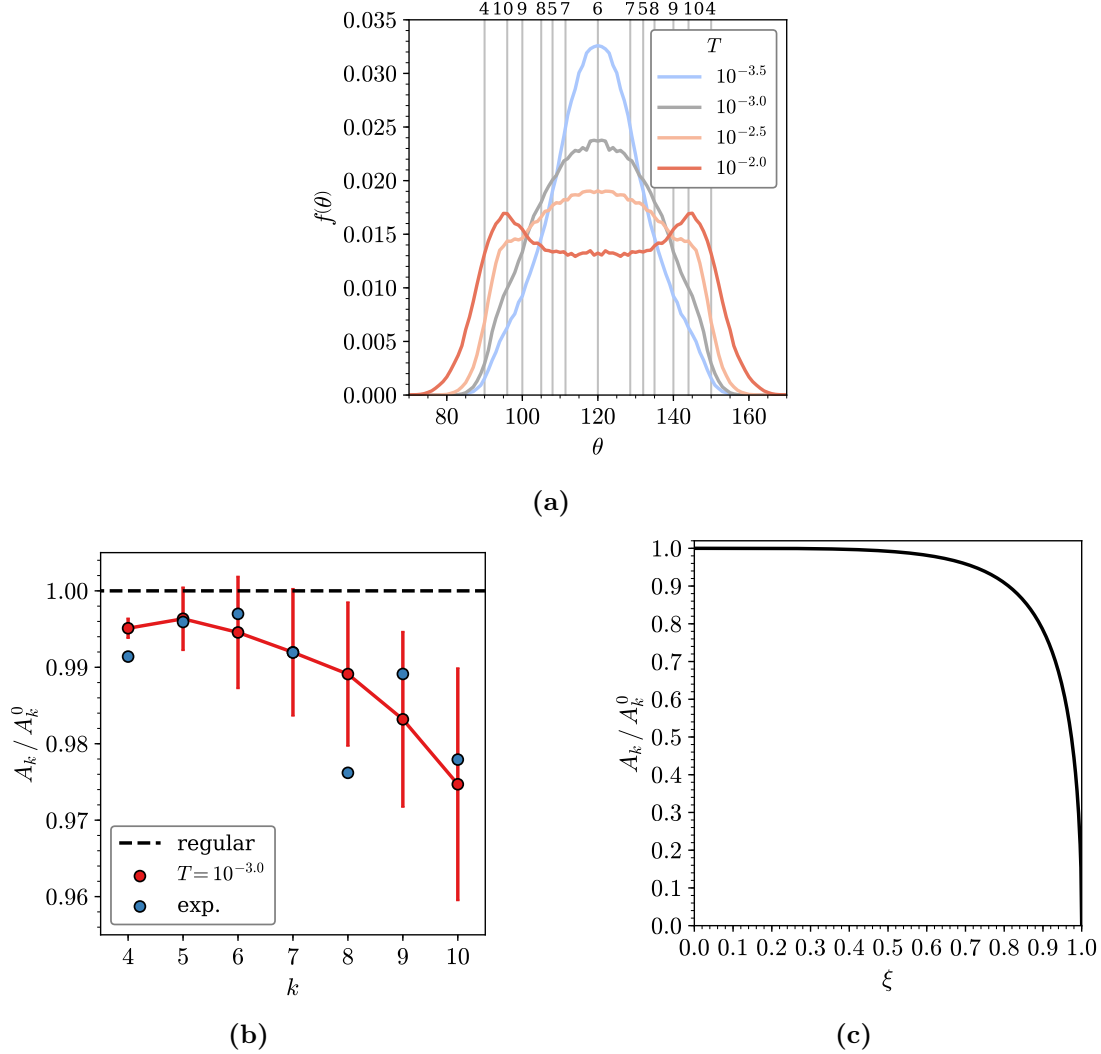 4 10 9 8 5 7 6 7 5 8 9 10 4
0.035
0.030
0.025
0.020
0.015
0.010
0.005
0.000
f(θ)
T
10^{-3.5}
10^{-3.0}
10^{-2.5}
10^{-2.0}
80 100 120 140 160
θ
(a)
1.00
0.99
0.98
0.97
0.96
A_k / A_k^0
regular
T = 10^{-3.0}
exp.
4 5 6 7 8 9 10
k
(b)
1.0
0.9
0.8
0.7
0.6
0.5
0.4
0.3
0.2
0.1
0.0
A_k / A_k^0
0.0 0.1 0.2 0.3 0.4 0.5 0.6 0.7 0.8 0.9 1.0
ξ
(c)